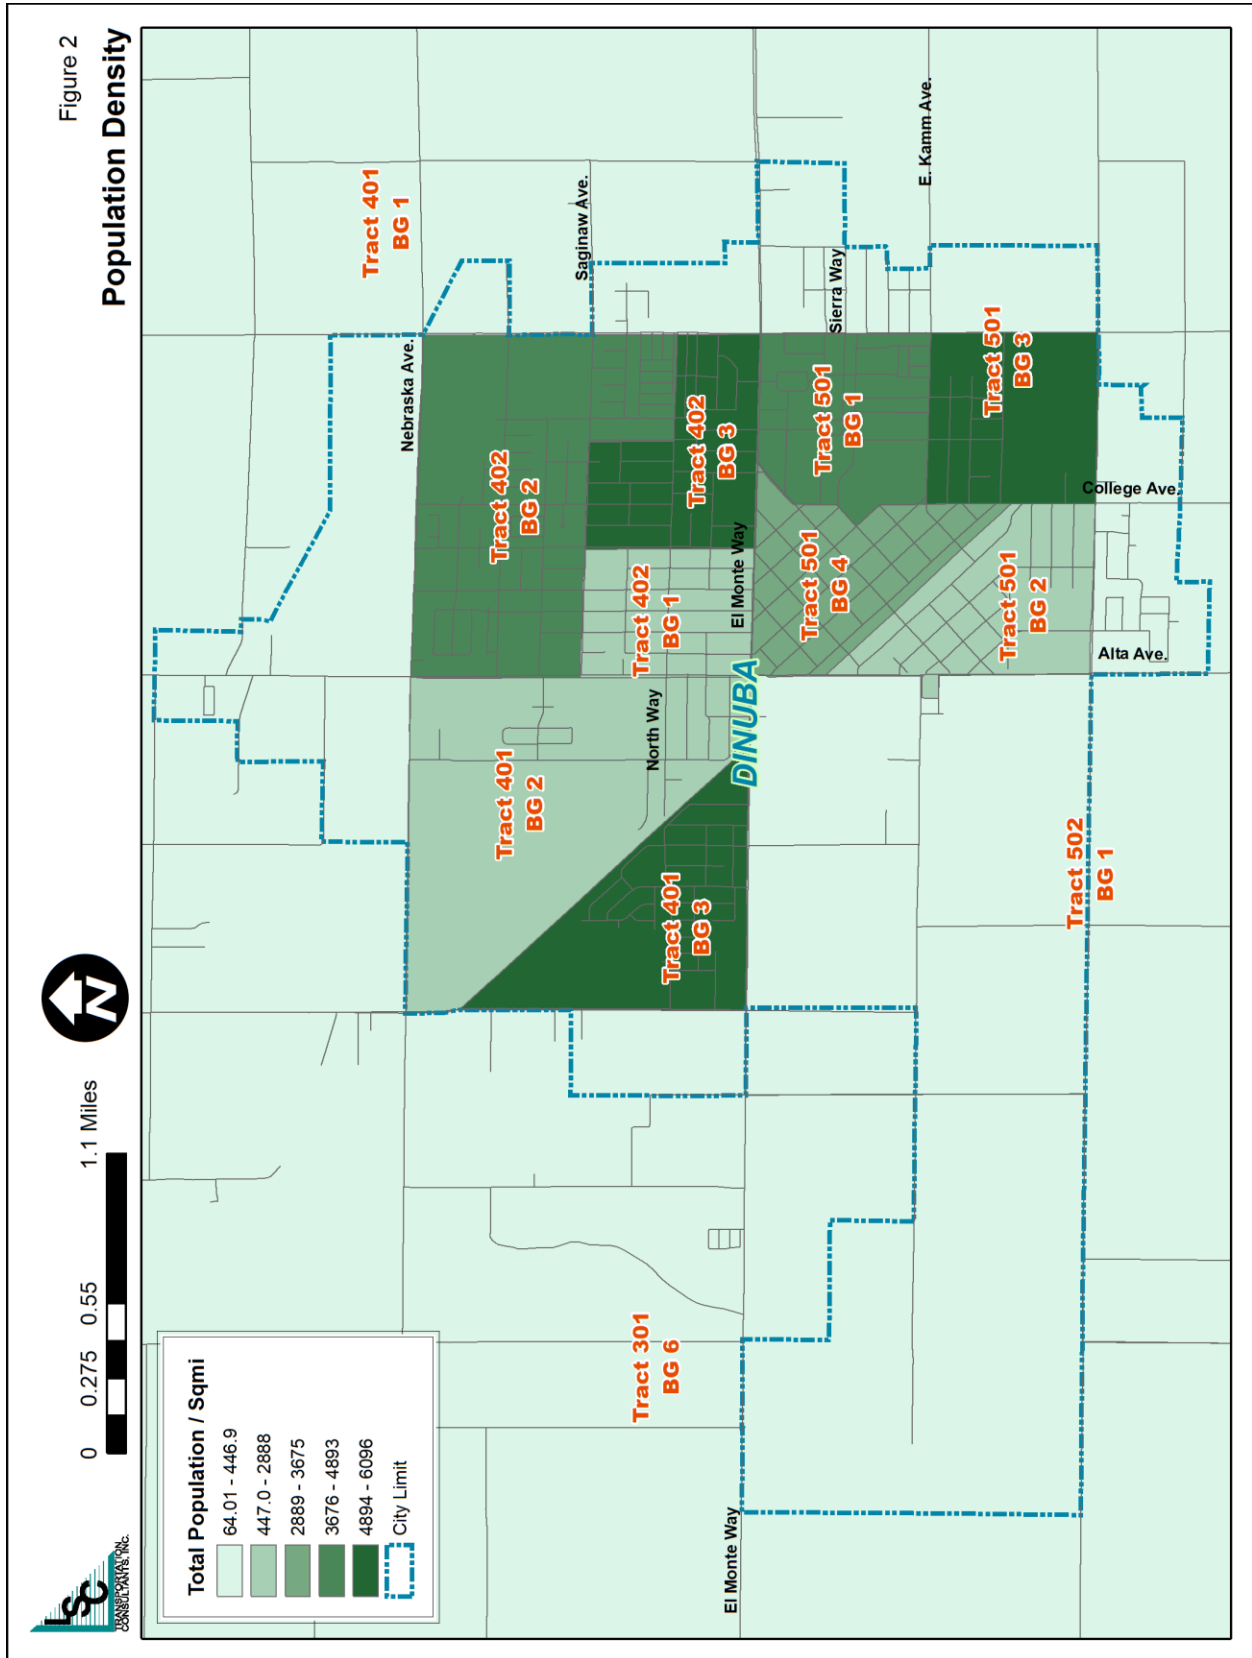 Figure 2
Population Density
LSC
TRANSPORTATION
CONSULTANTS, INC.
0 0.275 0.55 1.1 Miles
N
Total Population / Sqmi
64.01 - 446.9
447.0 - 2888
2889 - 3675
3676 - 4893
4894 - 6096
City Limit
Tract 401
BG 1
Nebraska Ave.
Saginaw Ave.
Tract 402
BG 2
Tract 401
BG 2
Tract 402
BG 3
Tract 402
BG 1
North Way
Tract 401
BG 3
Tract 301
BG 6
El Monte Way
El Monte Way
DINUBA
Sierra Way
Tract 501
BG 1
Tract 501
BG 4
E. Kamm Ave.
Tract 501
BG 3
Tract 501
BG 2
College Ave.
Alta Ave.
Tract 502
BG 1